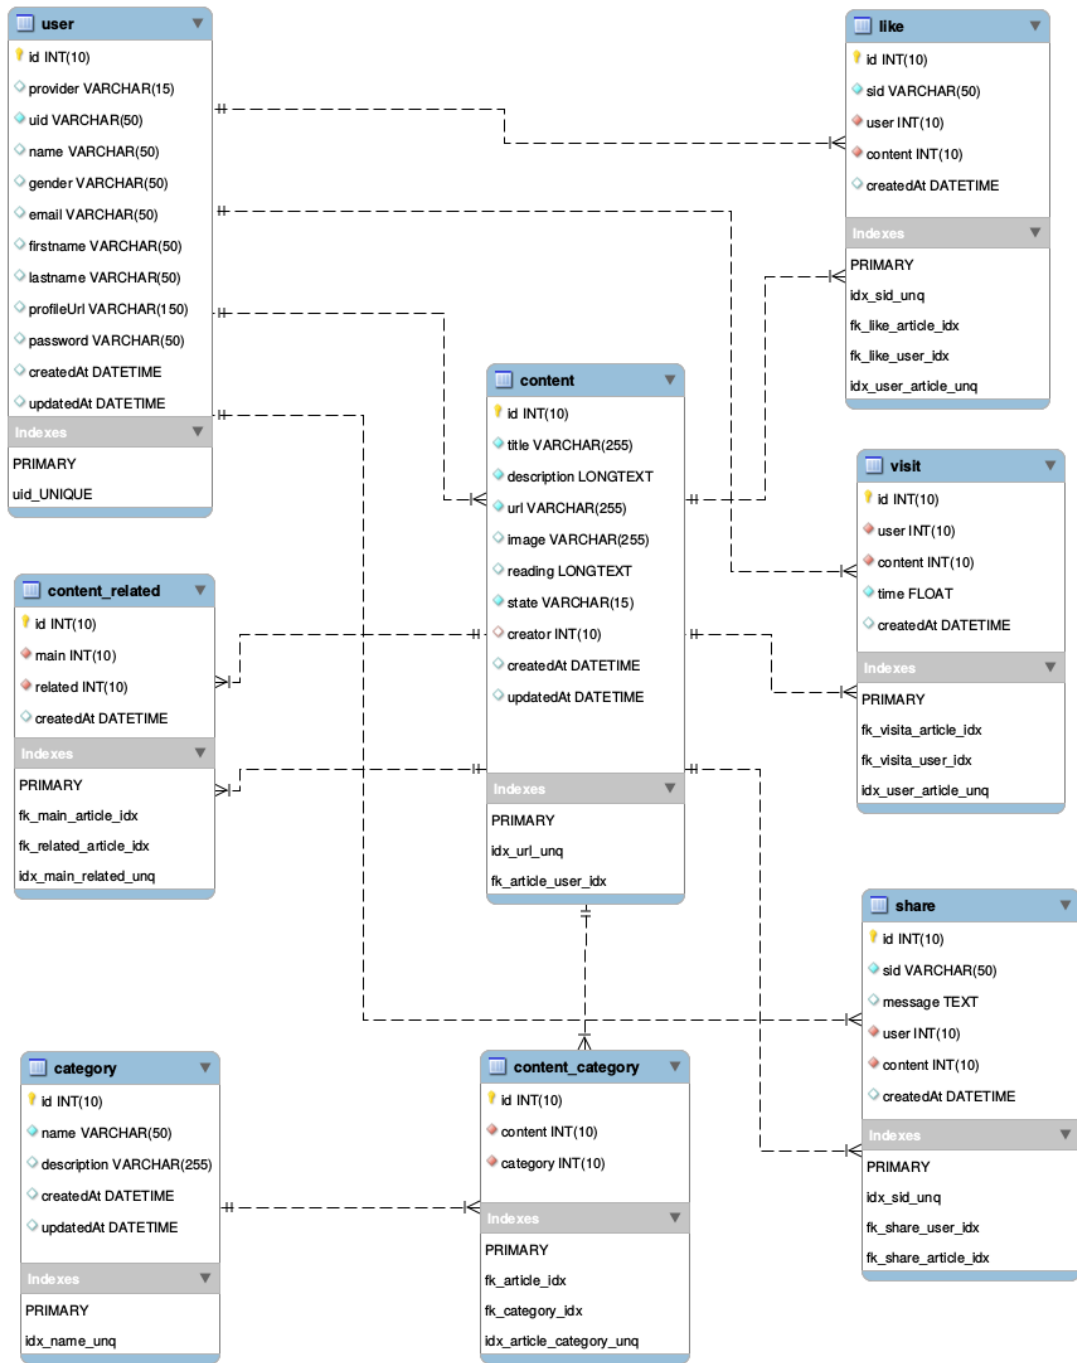 user
id INT(10)
provider VARCHAR(15)
uid VARCHAR(50)
name VARCHAR(50)
gender VARCHAR(50)
email VARCHAR(50)
firstname VARCHAR(50)
lastname VARCHAR(50)
profileUrl VARCHAR(150)
password VARCHAR(50)
createdAt DATETIME
updatedAt DATETIME
Indexes
PRIMARY
uid_UNIQUE
like
id INT(10)
sid VARCHAR(50)
user INT(10)
content INT(10)
createdAt DATETIME
Indexes
PRIMARY
idx_sid_unq
fk_like_article_idx
fk_like_user_idx
idx_user_article_unq
content
id INT(10)
title VARCHAR(255)
description LONGTEXT
url VARCHAR(255)
image VARCHAR(255)
reading LONGTEXT
state VARCHAR(15)
creator INT(10)
createdAt DATETIME
updatedAt DATETIME
Indexes
PRIMARY
idx_url_unq
fk_article_user_idx
visit
id INT(10)
user INT(10)
content INT(10)
time FLOAT
createdAt DATETIME
Indexes
PRIMARY
fk_visita_article_idx
fk_visita_user_idx
idx_user_article_unq
content_related
id INT(10)
main INT(10)
related INT(10)
createdAt DATETIME
Indexes
PRIMARY
fk_main_article_idx
fk_related_article_idx
idx_main_related_unq
share
id INT(10)
sid VARCHAR(50)
message TEXT
user INT(10)
content INT(10)
createdAt DATETIME
Indexes
PRIMARY
idx_sid_unq
fk_share_user_idx
fk_share_article_idx
category
id INT(10)
name VARCHAR(50)
description VARCHAR(255)
createdAt DATETIME
updatedAt DATETIME
Indexes
PRIMARY
idx_name_unq
content_category
id INT(10)
content INT(10)
category INT(10)
Indexes
PRIMARY
fk_article_idx
fk_category_idx
idx_article_category_unq